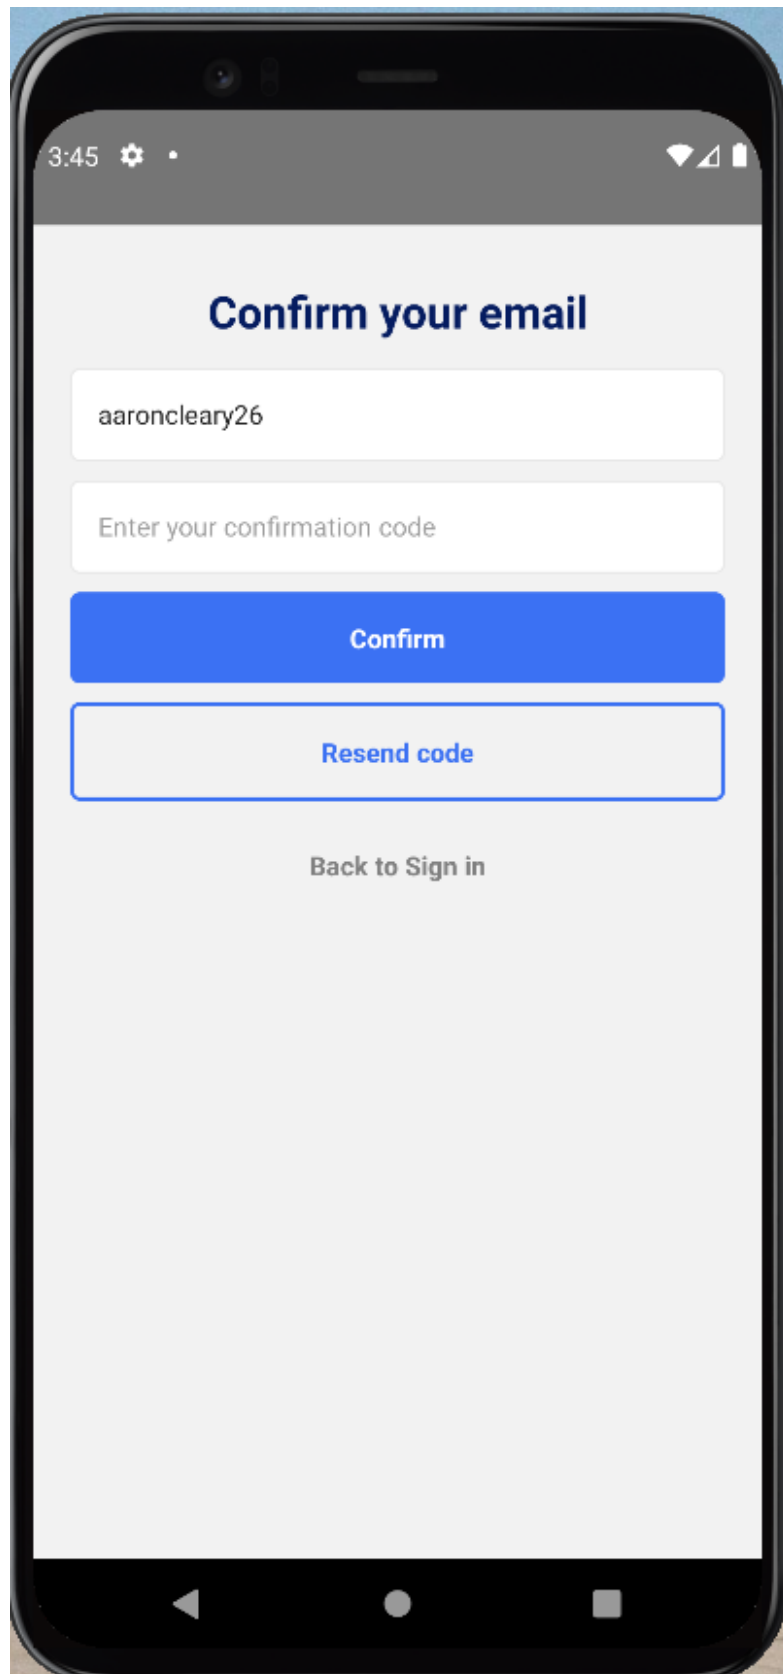 3:45
Confirm your email
aaroncleary26
Enter your confirmation code
Confirm
Resend code
Back to Sign in